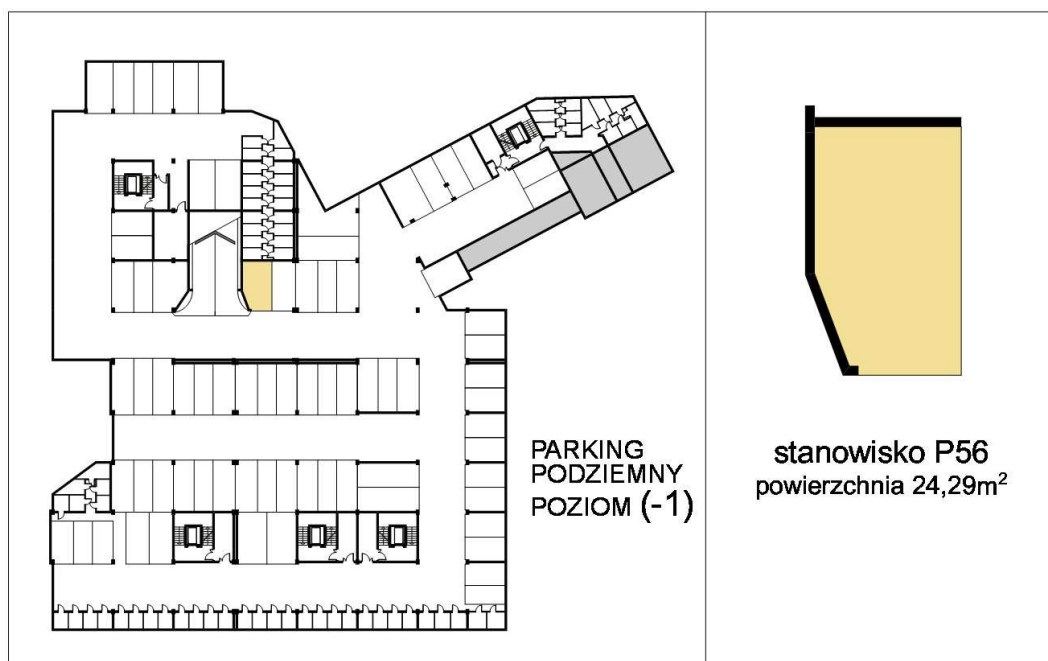 PARKING
PODZIEMNY
POZIOM (-1)
stanowisko P56
powierzchnia 24,29m²